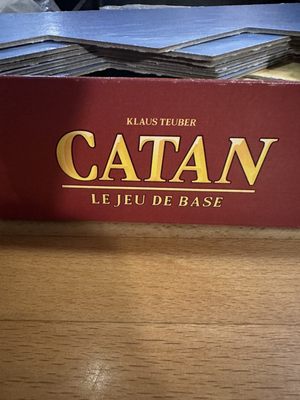 KLAUS TEUBER
CATAN
LE JEU DE BASE